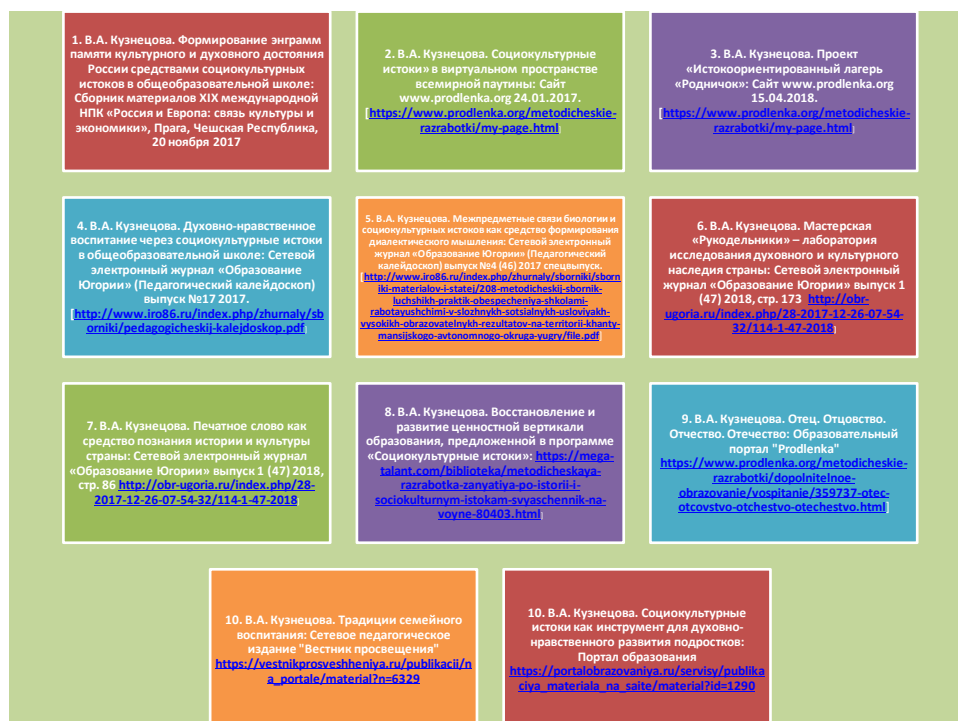 1. В.А. Кузнецова. Формирование энграмм
памяти культурного и духовного достояния
России средствами социокультурных
истоков в общеобразовательной школе:
Сборник материалов XIX международной
НПК «Россия и Европа: связь культуры и
экономики», Прага, Чешская Республика,
20 ноября 2017
2. В.А. Кузнецова. Социокультурные
истоки» в виртуальном пространстве
всемирной паутины: Сайт
www.prodlenka.org 24.01.2017.
[https://www.prodlenka.org/metodicheskie-
razrabotki/my-page.html]
3. В.А. Кузнецова. Проект
«Истокоориентированный лагерь
«Родничок»: Сайт www.prodlenka.org
15.04.2018.
[https://www.prodlenka.org/metodicheskie-
razrabotki/my-page.html]
4. В.А. Кузнецова. Духовно-нравственное
воспитание через социокультурные истоки
в общеобразовательной школе: Сетевой
электронный журнал «Образование
Югории» (Педагогический калейдоскоп)
выпуск №17 2017.
[http://www.iro86.ru/index.php/zhurnaly/sb
orniki/pedagogicheskij-kalejdoskop.pdf]
5. В.А. Кузнецова. Межпредметные связи биологии и
социокультурных истоков как средство формирования
диалектического мышления: Сетевой электронный
журнал «Образование Югории» (Педагогический
калейдоскоп) выпуск №4 (46) 2017 спецвыпуск.
[http://www.iro86.ru/index.php/zhurnaly/sborniki/sborn
iki-materialov-i-statej/208-metodicheskij-sbornik-
luchshikh-praktik-obespecheniya-shkolami-
rabotayushchimi-v-slozhnykh-sotsialnykh-usloviyakh-
vysokikh-obrazovatelnykh-rezultatov-na-territorii-khanty-
mansijskogo-avtonomnogo-okruga-yugry/file.pdf]
6. В.А. Кузнецова. Мастерская
«Рукодельники» – лаборатория
исследования духовного и культурного
наследия страны: Сетевой электронный
журнал «Образование Югории» выпуск 1
(47) 2018, стр. 173 http://obr-
ugoria.ru/index.php/28-2017-12-26-07-54-
32/114-1-47-2018]
7. В.А. Кузнецова. Печатное слово как
средство познания истории и культуры
страны: Сетевой электронный журнал
«Образование Югории» выпуск 1 (47) 2018,
стр. 86 http://obr-ugoria.ru/index.php/28-
2017-12-26-07-54-32/114-1-47-2018]
8. В.А. Кузнецова. Восстановление и
развитие ценностной вертикали
образования, предложенной в программе
«Социокультурные истоки»: https://mega-
talant.com/biblioteka/metodicheskaya-
razrabotka-zanyatiya-po-istorii-i-
sociokulturnym-istokam-svyaschennik-na-
voyne-80403.html]
9. В.А. Кузнецова. Отец. Отцовство.
Отчество. Отечество: Образовательный
портал "Prodlenka"
https://www.prodlenka.org/metodicheskie-
razrabotki/dopolnitelnoe-
obrazovanie/vospitanie/359737-otec-
otcovstvo-otchestvo-otechestvo.html]
10. В.А. Кузнецова. Традиции семейного
воспитания: Сетевое педагогическое
издание "Вестник просвещения"
https://vestnikprosveshheniya.ru/publikacii/n
a_portale/material?n=6329
10. В.А. Кузнецова. Социокультурные
истоки как инструмент для духовно-
нравственного развития подростков:
Портал образования
https://portalobrazovaniya.ru/servisy/publika
ciya_materiala_na_saite/material?id=1290